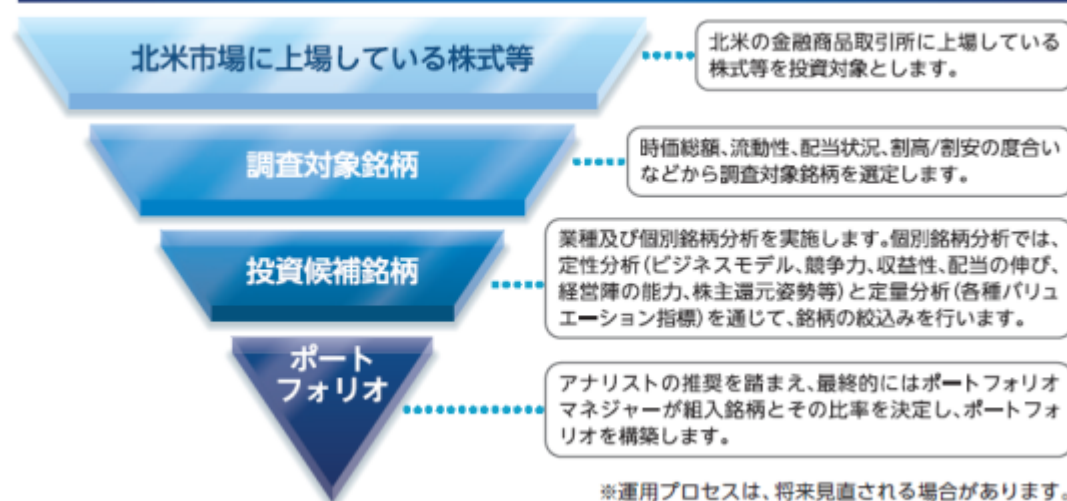 北米市場に上場している株式等
北米の金融商品取引所に上場している
株式等を投資対象とします。
調査対象銘柄
時価総額、流動性、配当状況、割高/割安の度合い
などから調査対象銘柄を選定します。
投資候補銘柄
業種及び個別銘柄分析を実施します。個別銘柄分析では、
定性分析(ビジネスモデル、競争力、収益性、配当の伸び、
経営陣の能力、株主還元姿勢等)と定量分析(各種バリュ
エーション指標)を通じて、銘柄の絞込みを行います。
ポート
フォリオ
アナリストの推奨を踏まえ、最終的にはポートフォリオ
マネジャーが組入銘柄とその比率を決定し、ポートフォ
リオを構築します。
※運用プロセスは、将来見直される場合があります。